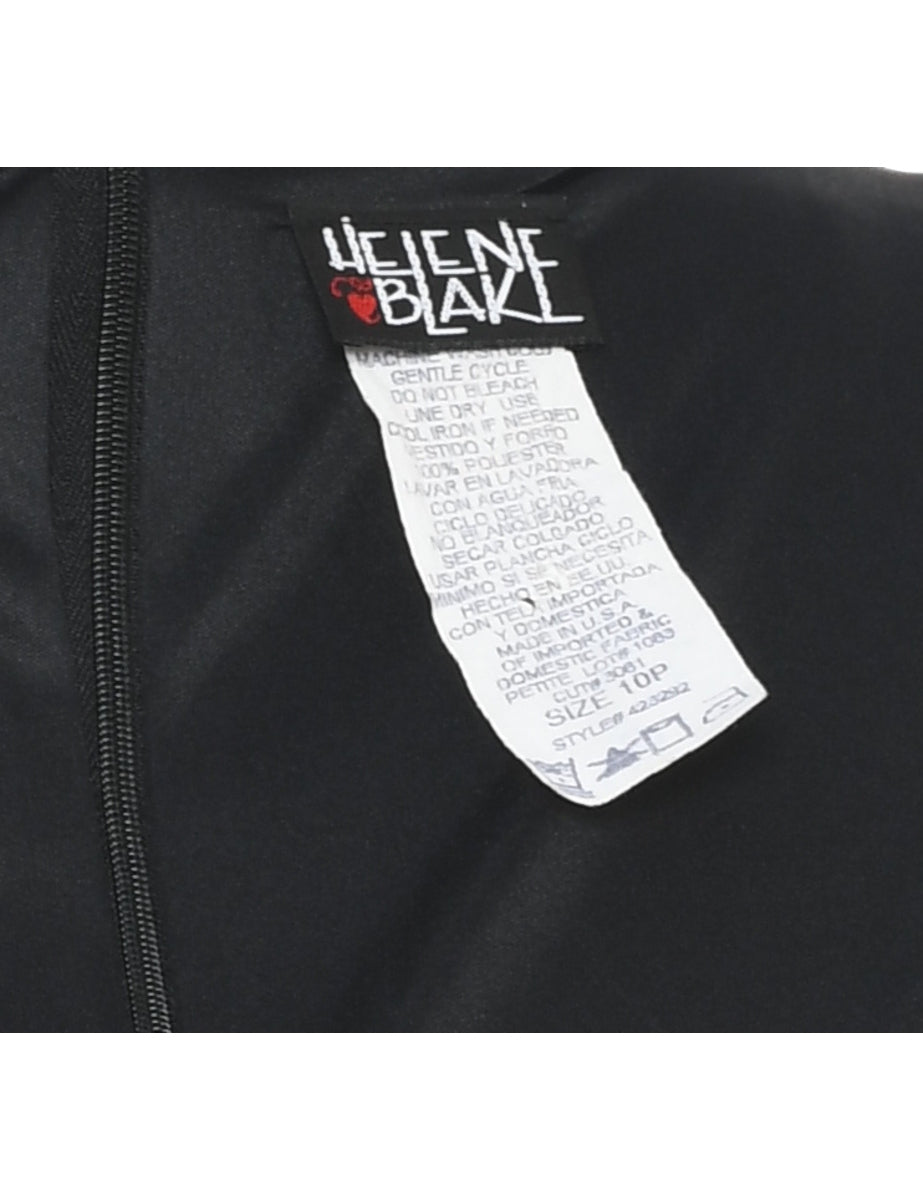 HELENE
BLAKE
MACHINE WASH COLD
GENTLE CYCLE
DO NOT BLEACH
LINE DRY USE
COOL IRON IF NEEDED
VESTIDO Y FORRO
100% POLIESTER
LAVAR EN LAVADORA
CON AGUA FRIA
CICLO DELICADO
NO BLANQUEADOR
SECAR COLGADO
USAR PLANCHA CICLO
MINIMO SI SE NECESITA
HECHO EN EE.UU.
CON TELA IMPORTADA
Y DOMESTICA
MADE IN U.S.A.
OF IMPORTED &
DOMESTIC FABRIC
PETITE LOT# 1083
CUT# 3061
SIZE 10P
STYLE#